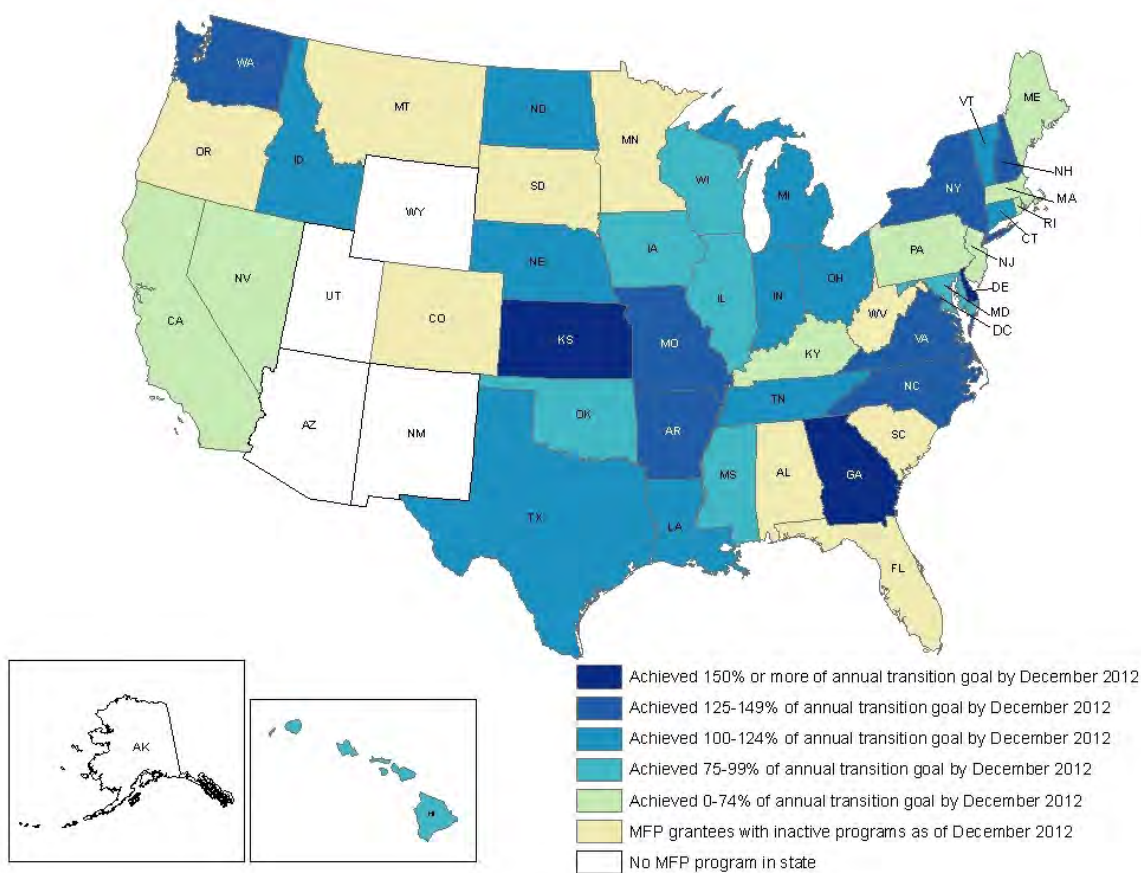 WA
MT
ND
MN
VT
ME
OR
ID
SD
WI
MI
NY
NH
MA
RI
CT
WY
IA
PA
NJ
NE
NV
UT
CO
IL
IN
OH
DE
MD
DC
CA
KS
MO
WV
VA
KY
NC
TN
AZ
NM
OK
AR
SC
MS
AL
GA
TX
LA
FL
AK
HI
Achieved 150% or more of annual transition goal by December 2012
Achieved 125-149% of annual transition goal by December 2012
Achieved 100-124% of annual transition goal by December 2012
Achieved 75-99% of annual transition goal by December 2012
Achieved 0-74% of annual transition goal by December 2012
MFP grantees with inactive programs as of December 2012
No MFP program in state